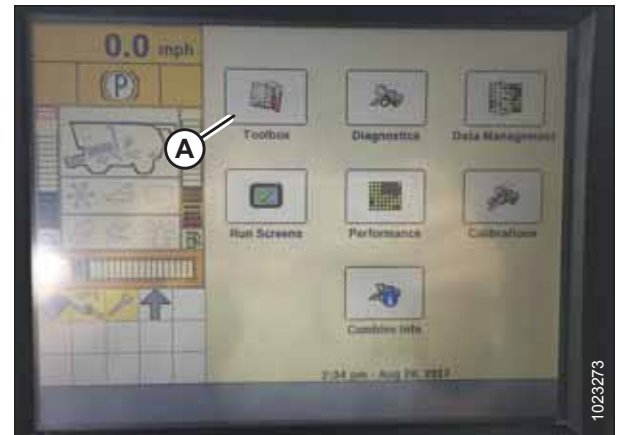 0.0 mph
(P)
A
Toolbox
Diagnostics
Data Management
Run Screens
Performance
Calibrations
Combine Info
2:34 pm - Aug 24, 2017
1023273